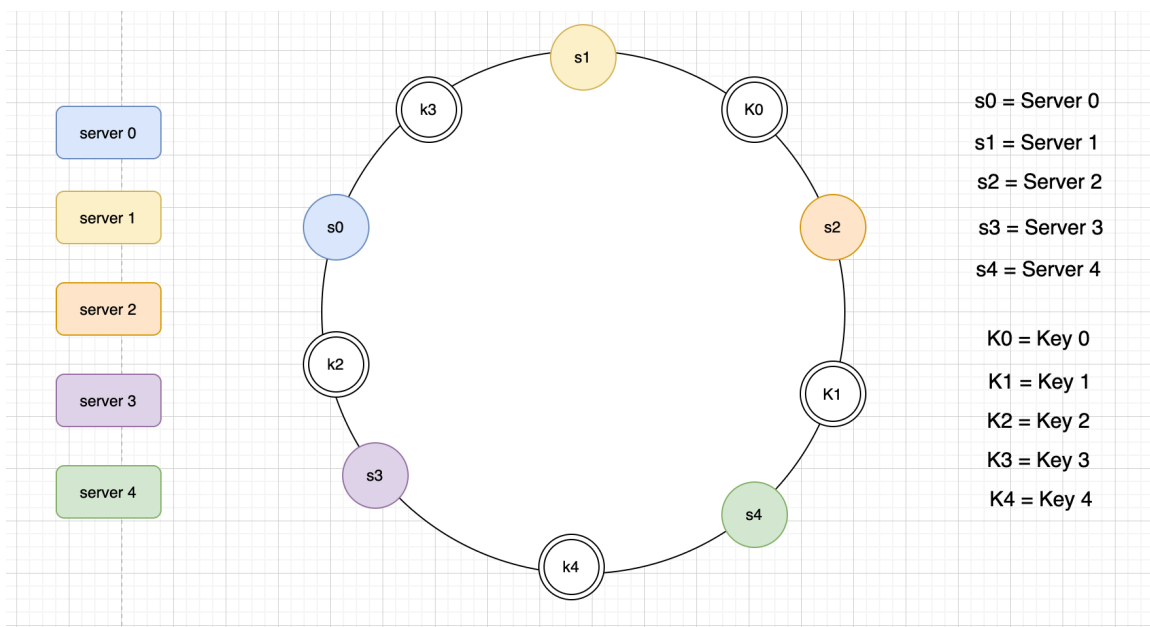 server 0
server 1
server 2
server 3
server 4
s1
k3
K0
s0
s2
k2
K1
s3
s4
k4
s0 = Server 0
s1 = Server 1
s2 = Server 2
s3 = Server 3
s4 = Server 4
K0 = Key 0
K1 = Key 1
K2 = Key 2
K3 = Key 3
K4 = Key 4